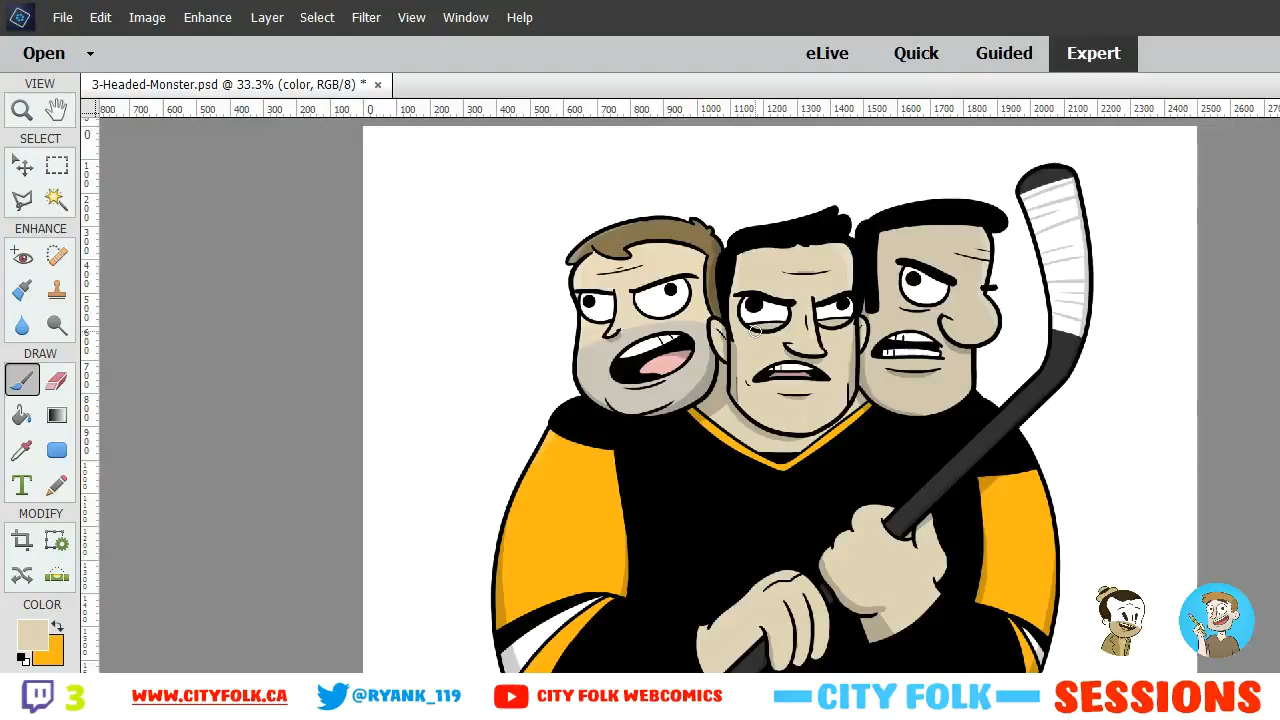 File Edit Image Enhance Layer Select Filter View Window Help
Open eLive Quick Guided Expert
VIEW 3-Headed-Monster.psd @ 33.3% (color, RGB/8) * ×
800 700 600 500 400 300 200 100 0 100 200 300 400 500 600 700 800 900 1000 1100 1200 1300 1400 1500 1600 1700 1800 1900 2000 2100 2200 2300 2400 2500 2600
SELECT
ENHANCE
DRAW
T
MODIFY
COLOR
3 WWW.CITYFOLK.CA @RYANK_119 CITY FOLK WEBCOMICS CITY FOLK SESSIONS